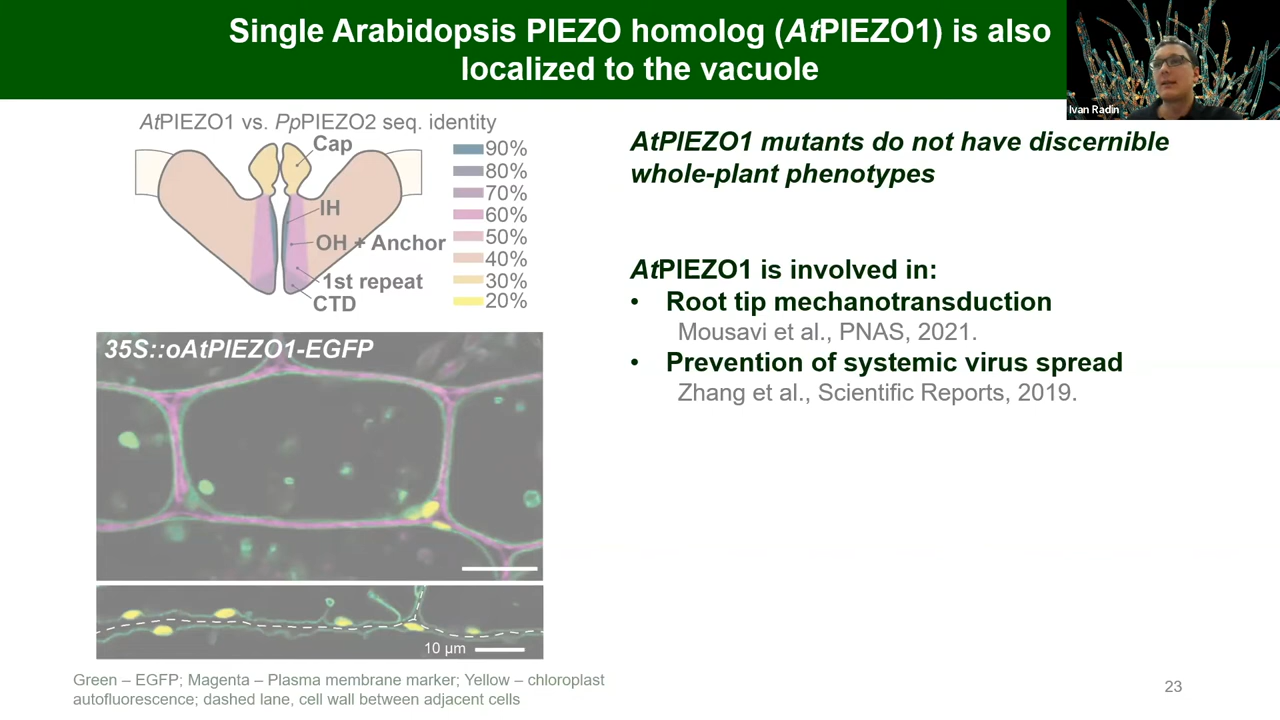 Single Arabidopsis PIEZO homolog (AtPIEZO1) is also
localized to the vacuole
Ivan Radin
AtPIEZO1 vs. PpPIEZO2 seq. identity
Cap
IH
OH + Anchor
1st repeat
CTD
90%
80%
70%
60%
50%
40%
30%
20%
35S::oAtPIEZO1-EGFP
10 µm
Green – EGFP; Magenta – Plasma membrane marker; Yellow – chloroplast
autofluorescence; dashed lane, cell wall between adjacent cells
AtPIEZO1 mutants do not have discernible
whole-plant phenotypes
AtPIEZO1 is involved in:
• Root tip mechanotransduction
Mousavi et al., PNAS, 2021.
• Prevention of systemic virus spread
Zhang et al., Scientific Reports, 2019.
23